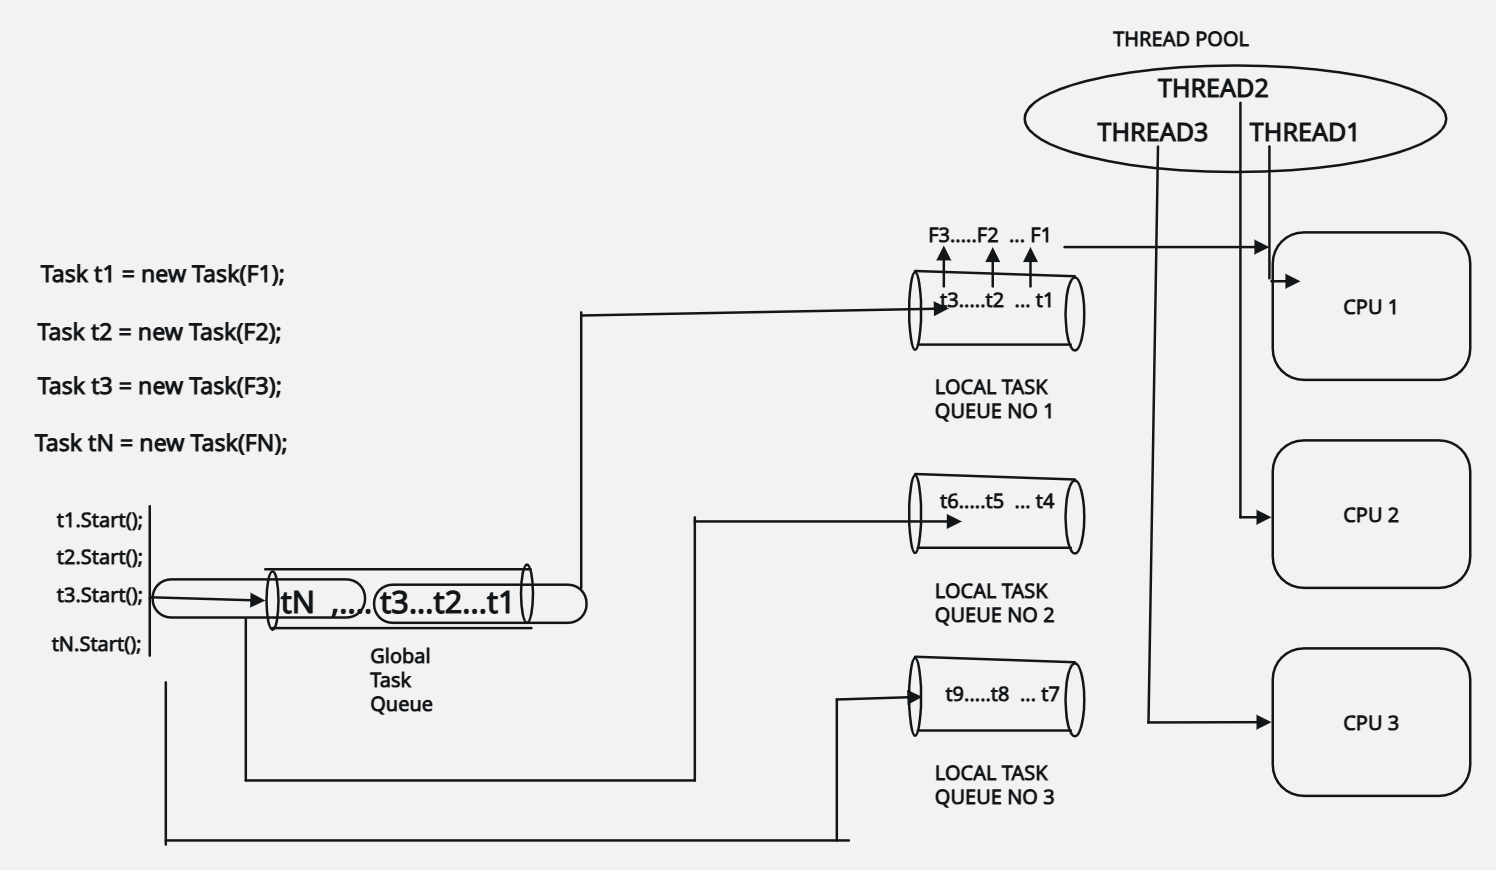 THREAD POOL
THREAD2
THREAD3 THREAD1
F3.....F2 ... F1
Task t1 = new Task(F1);
t3.....t2 ... t1
CPU 1
Task t2 = new Task(F2);
Task t3 = new Task(F3);
LOCAL TASK
QUEUE NO 1
Task tN = new Task(FN);
t6.....t5 ... t4
CPU 2
t1.Start();
t2.Start();
t3.Start();
tN.Start();
tN ,.... t3...t2...t1
LOCAL TASK
QUEUE NO 2
Global
Task
Queue
t9.....t8 ... t7
CPU 3
LOCAL TASK
QUEUE NO 3